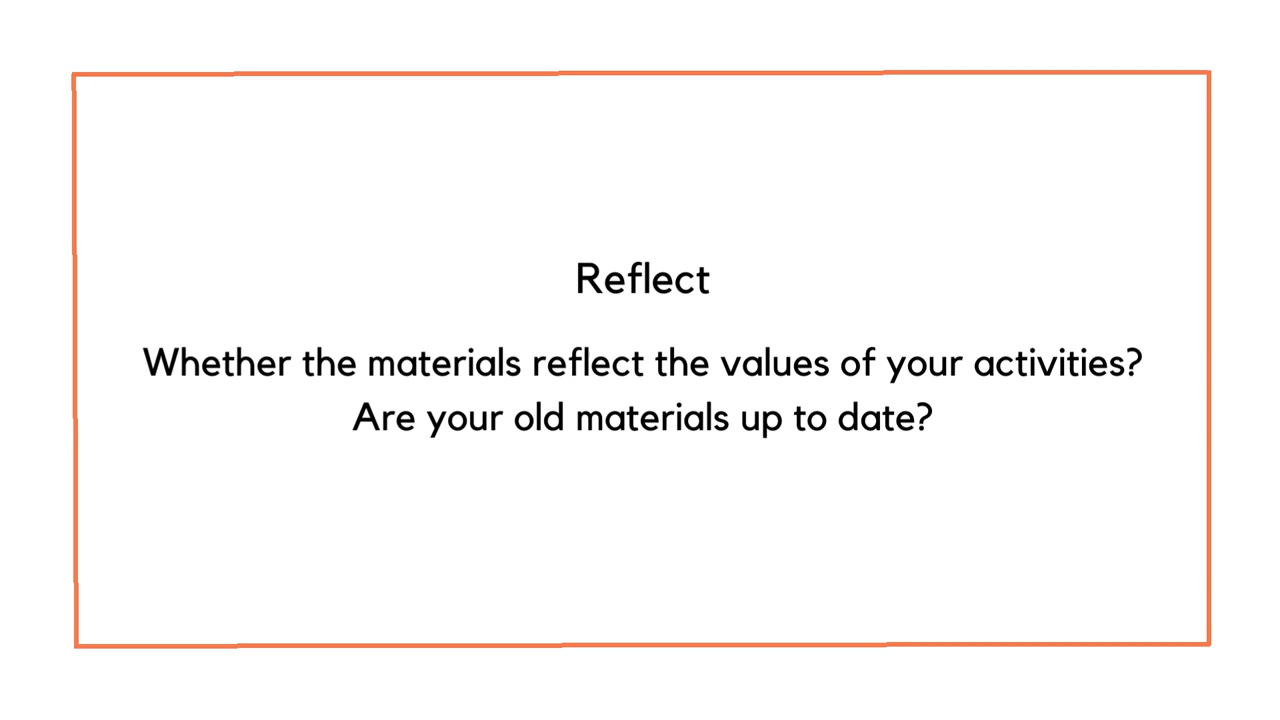 Reflect
Whether the materials reflect the values of your activities?
Are your old materials up to date?